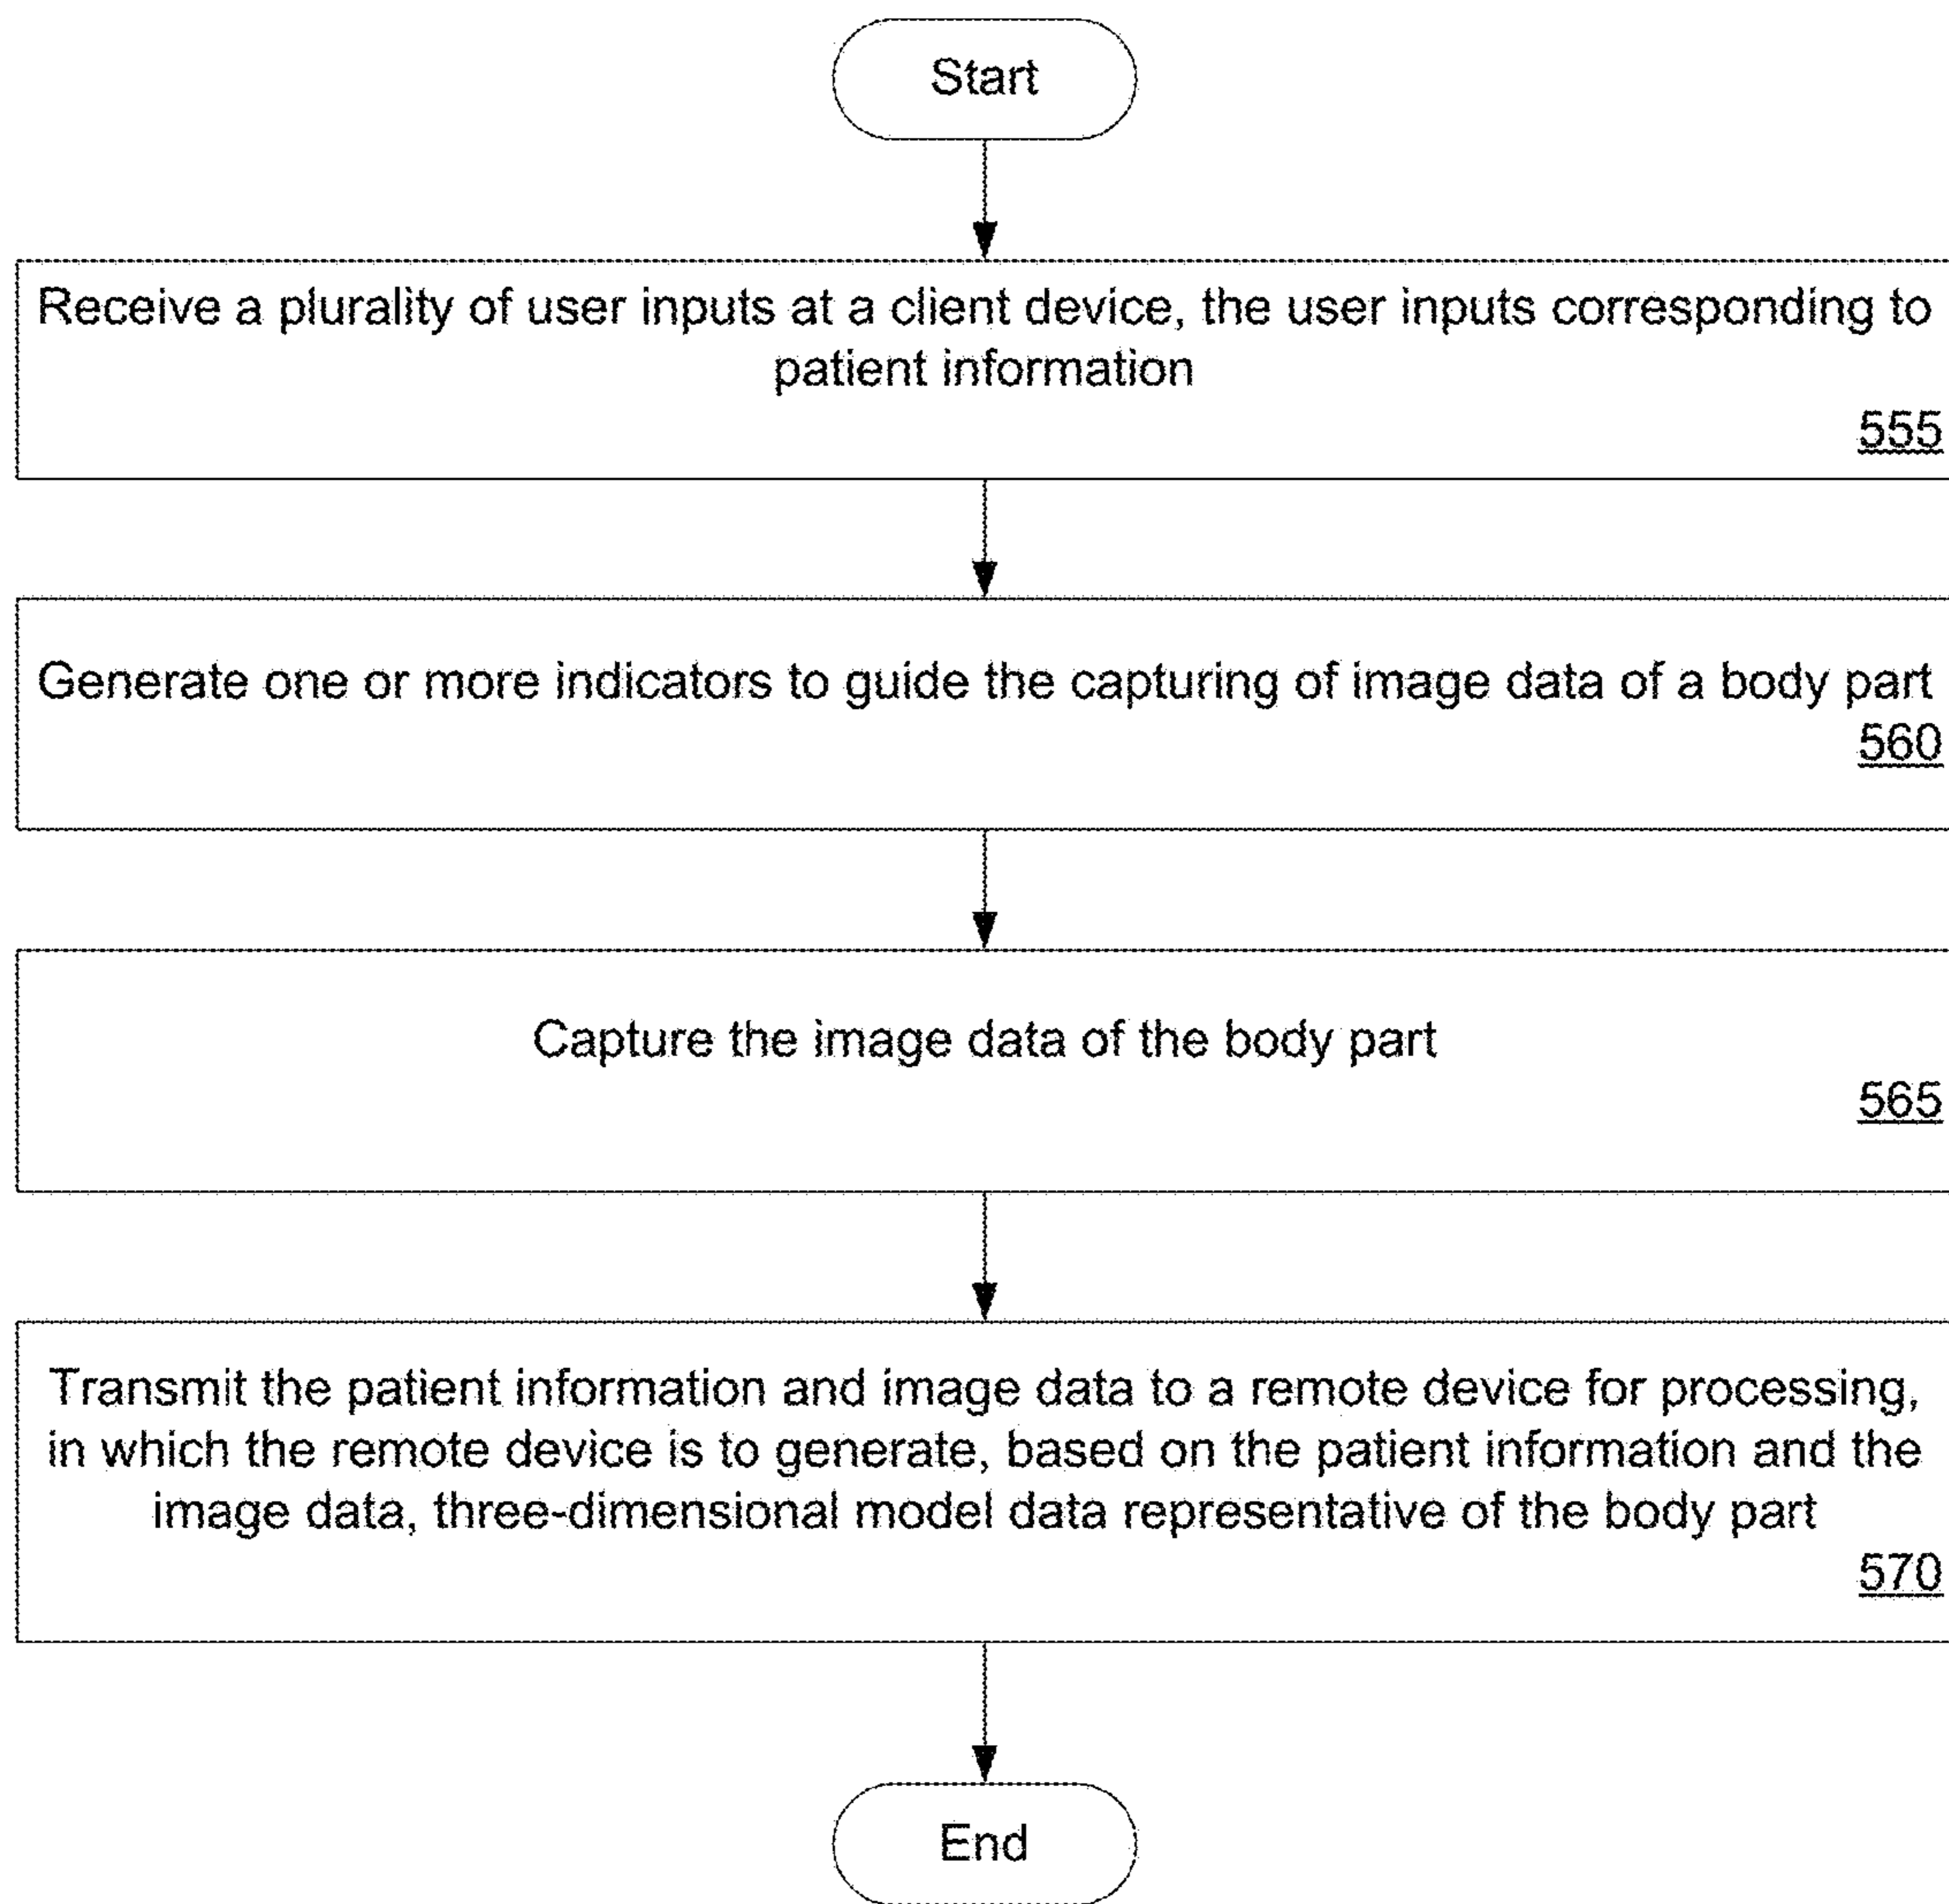 Start
Receive a plurality of user inputs at a client device, the user inputs corresponding to
patient information
555
Generate one or more indicators to guide the capturing of image data of a body part
560
Capture the image data of the body part
565
Transmit the patient information and image data to a remote device for processing,
in which the remote device is to generate, based on the patient information and the
image data, three-dimensional model data representative of the body part
570
End